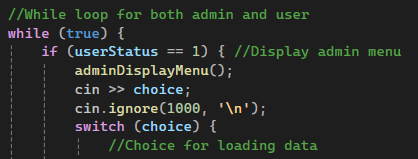 //While loop for both admin and user
while (true) {
if (userStatus == 1) { //Display admin menu
adminDisplayMenu();
cin >> choice;
cin.ignore(1000, '\n');
switch (choice) {
//Choice for loading data